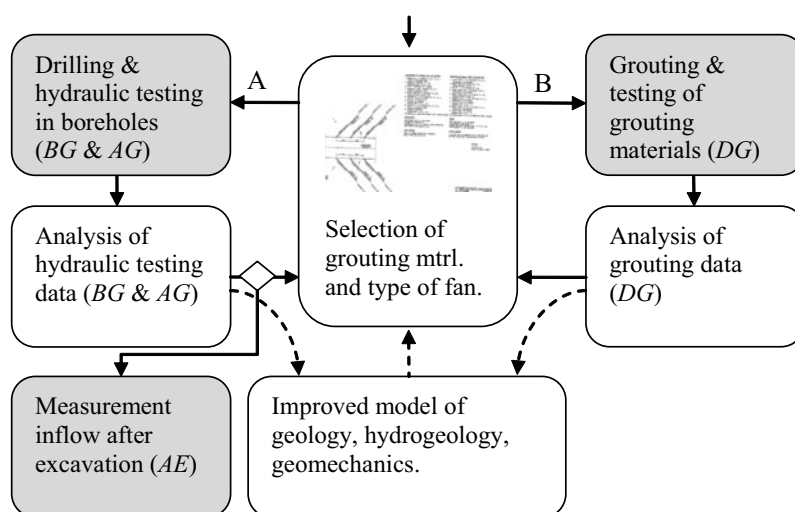 Drilling &
hydraulic testing
in boreholes
(BG & AG)
A
B
Grouting &
testing of
grouting
materials (DG)
Analysis of
hydraulic testing
data (BG & AG)
Selection of
grouting mtrl.
and type of fan.
Analysis of
grouting data
(DG)
Measurement
inflow after
excavation (AE)
Improved model of
geology, hydrogeology,
geomechanics.